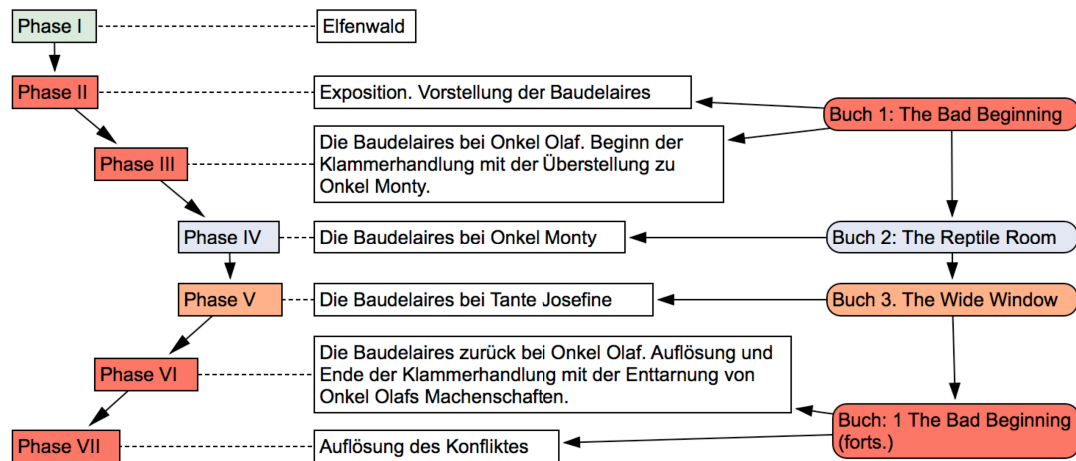 Phase I
Elfenwald
Phase II
Exposition. Vorstellung der Baudelaires
Buch 1: The Bad Beginning
Phase III
Die Baudelaires bei Onkel Olaf. Beginn der
Klammerhandlung mit der Überstellung zu
Onkel Monty.
Phase IV
Die Baudelaires bei Onkel Monty
Buch 2: The Reptile Room
Phase V
Die Baudelaires bei Tante Josefine
Buch 3. The Wide Window
Phase VI
Die Baudelaires zurück bei Onkel Olaf. Auflösung und
Ende der Klammerhandlung mit der Enttarnung von
Onkel Olafs Machenschaften.
Buch: 1 The Bad Beginning
(forts.)
Phase VII
Auflösung des Konfliktes